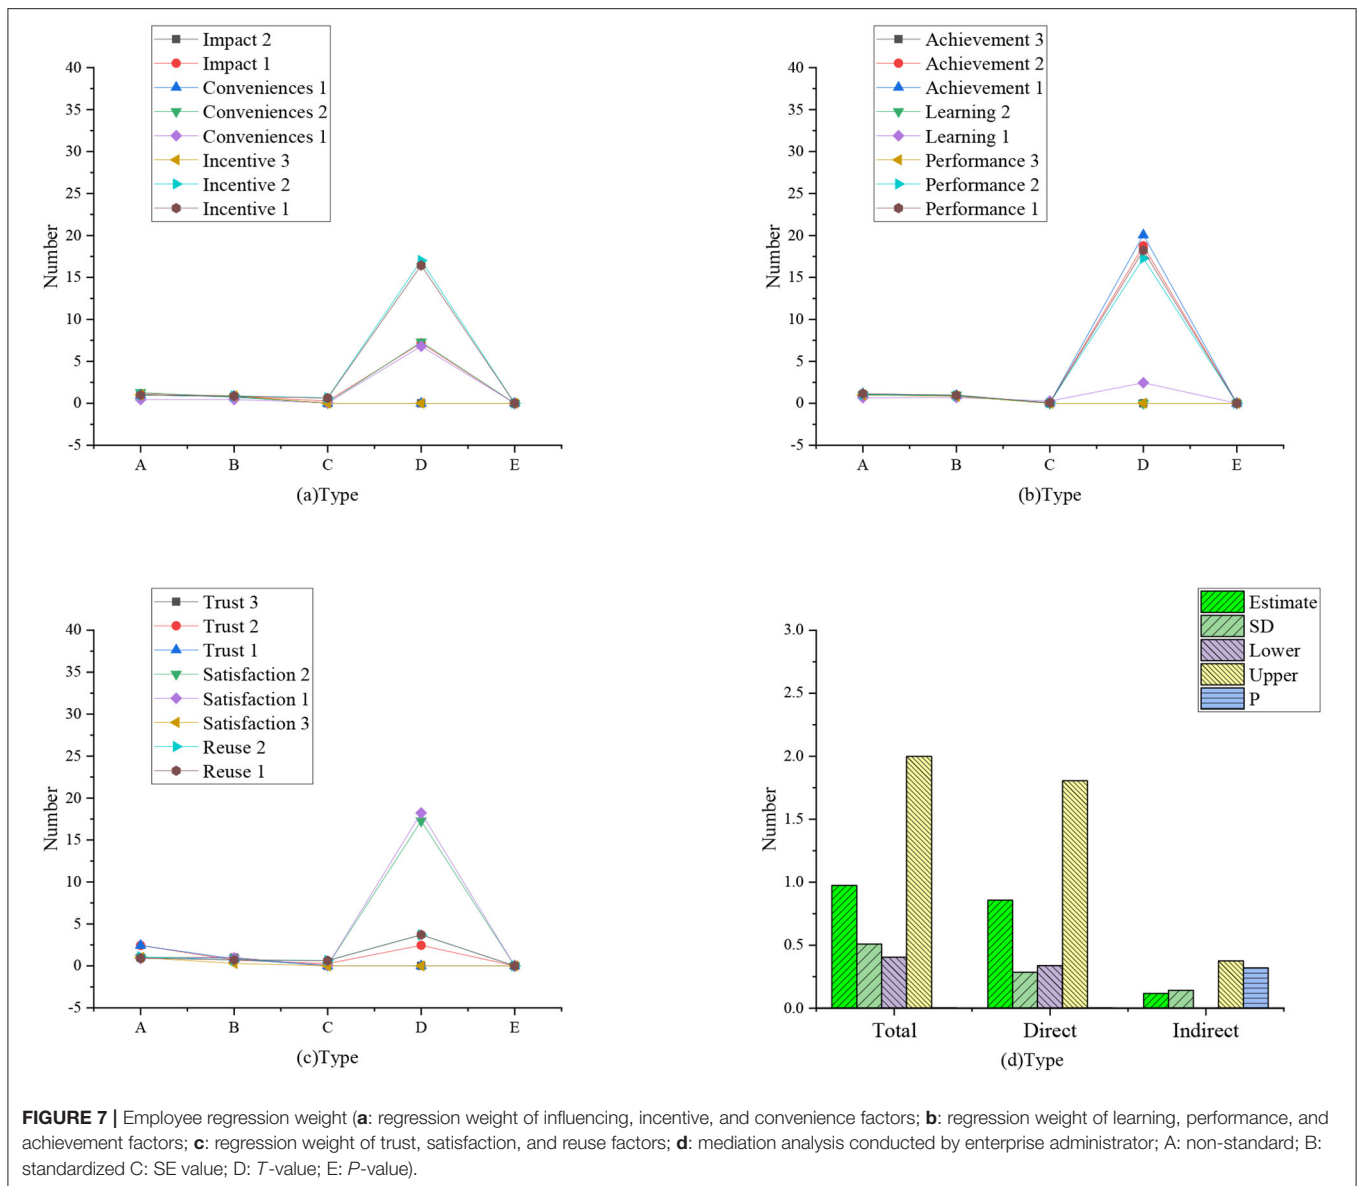 Impact 2
Impact 1
Conveniences 1
Conveniences 2
Conveniences 1
Incentive 3
Incentive 2
Incentive 1
40
35
30
25
20
15
10
5
0
-5
Number
A B C D E
(a)Type
Achievement 3
Achievement 2
Achievement 1
Learning 2
Learning 1
Performance 3
Performance 2
Performance 1
40
35
30
25
20
15
10
5
0
-5
Number
A B C D E
(b)Type
Trust 3
Trust 2
Trust 1
Satisfaction 2
Satisfaction 1
Satisfaction 3
Reuse 2
Reuse 1
40
35
30
25
20
15
10
5
0
-5
Number
A B C D E
(c)Type
Estimate
SD
Lower
Upper
P
3.0
2.5
2.0
1.5
1.0
0.5
0.0
Number
Total Direct Indirect
(d)Type
FIGURE 7 | Employee regression weight (a: regression weight of influencing, incentive, and convenience factors; b: regression weight of learning, performance, and
achievement factors; c: regression weight of trust, satisfaction, and reuse factors; d: mediation analysis conducted by enterprise administrator; A: non-standard; B:
standardized C: SE value; D: T-value; E: P-value).